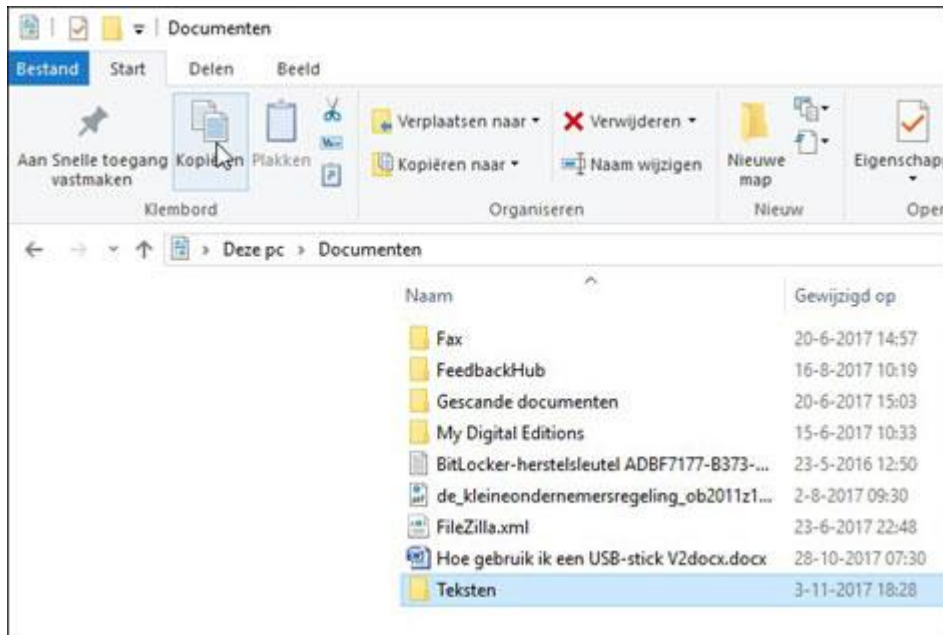 Documenten
Bestand Start Delen Beeld
Aan Snelle toegang vastmaken
Kopiëren
Plakken
Klembord
Verplaatsen naar
Kopiëren naar
Verwijderen
Naam wijzigen
Organiseren
Nieuwe map
Nieuw
Eigenschap
Oper
Deze pc > Documenten
Naam Gewijzigd op
Fax 20-6-2017 14:57
FeedbackHub 16-8-2017 10:19
Gescande documenten 20-6-2017 15:03
My Digital Editions 15-6-2017 10:33
BitLocker-herstelsleutel ADBF7177-B373-... 23-5-2016 12:50
de_kleineondernemersregeling_ob2011z1... 2-8-2017 09:30
FileZilla.xml 23-6-2017 22:48
Hoe gebruik ik een USB-stick V2docx.docx 28-10-2017 07:30
Teksten 3-11-2017 18:28